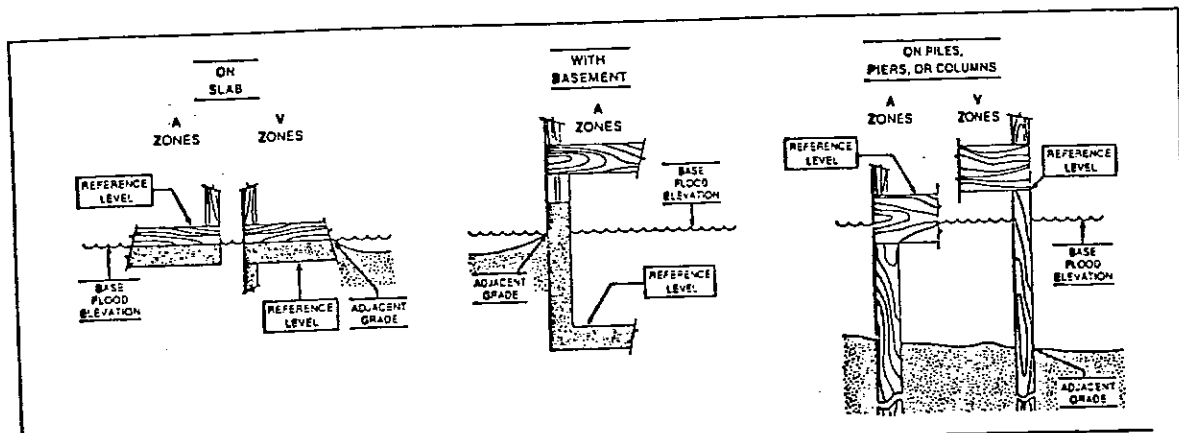 ON
SLAB
A
ZONES
V
ZONES
REFERENCE
LEVEL
BASE
FLOOD
ELEVATION
REFERENCE
LEVEL
ADJACENT
GRADE
WITH
BASEMENT
A
ZONES
BASE
FLOOD
ELEVATION
ADJACENT
GRADE
REFERENCE
LEVEL
ON PILES,
PIERS, OR COLUMNS
A
ZONES
V
ZONES
REFERENCE
LEVEL
REFERENCE
LEVEL
BASE
FLOOD
ELEVATION
ADJACENT
GRADE